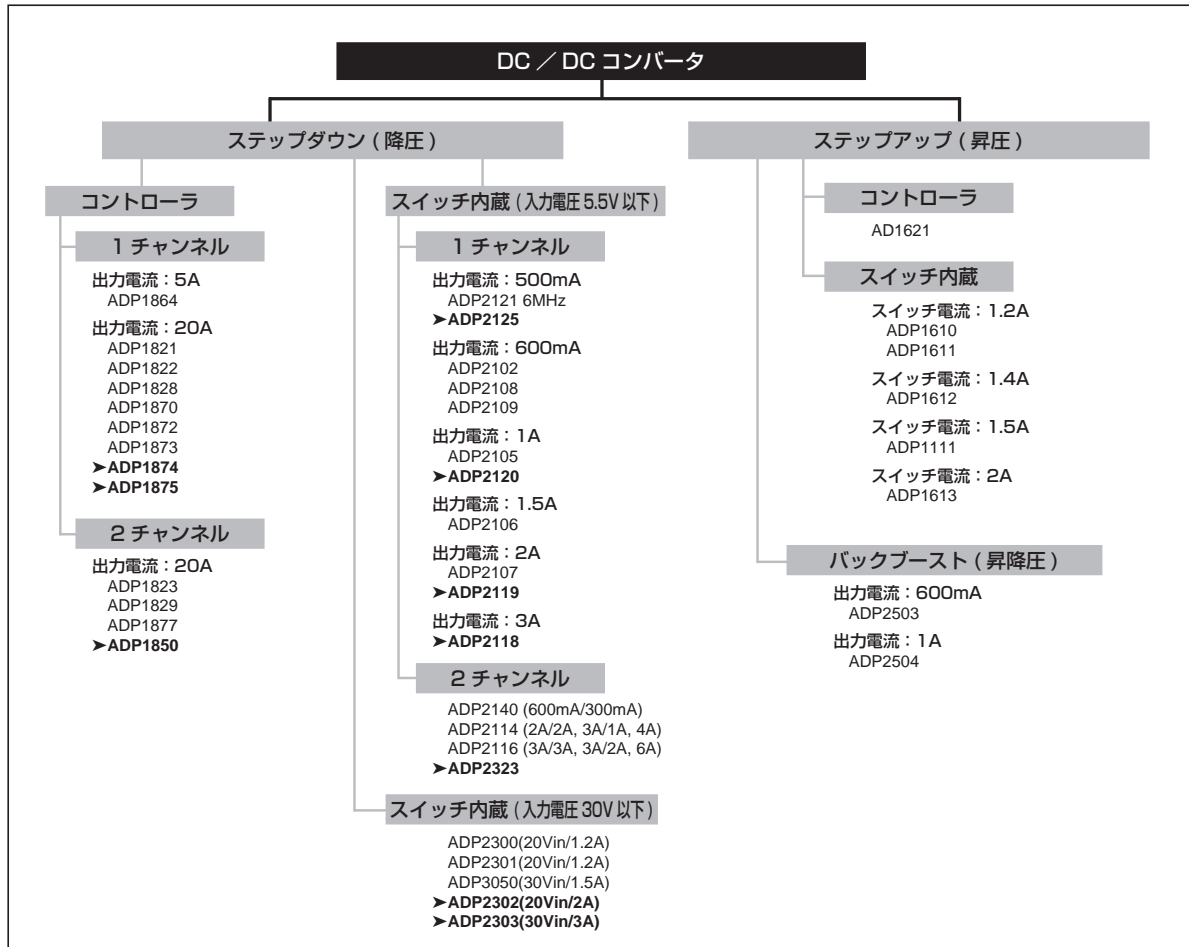 DC ／ DC コンバータ
ステップダウン ( 降圧 )
コントローラ
1 チャンネル
出力電流：5A
ADP1864
出力電流：20A
ADP1821
ADP1822
ADP1828
ADP1870
ADP1872
ADP1873
➤ADP1874
➤ADP1875
2 チャンネル
出力電流：20A
ADP1823
ADP1829
ADP1877
➤ADP1850
スイッチ内蔵 ( 入力電圧 5.5V 以下 )
1 チャンネル
出力電流：500mA
ADP2121 6MHz
➤ADP2125
出力電流：600mA
ADP2102
ADP2108
ADP2109
出力電流：1A
ADP2105
➤ADP2120
出力電流：1.5A
ADP2106
出力電流：2A
ADP2107
➤ADP2119
出力電流：3A
➤ADP2118
2 チャンネル
ADP2140 (600mA/300mA)
ADP2114 (2A/2A, 3A/1A, 4A)
ADP2116 (3A/3A, 3A/2A, 6A)
➤ADP2323
スイッチ内蔵 ( 入力電圧 30V 以下 )
ADP2300(20Vin/1.2A)
ADP2301(20Vin/1.2A)
ADP3050(30Vin/1.5A)
➤ADP2302(20Vin/2A)
➤ADP2303(30Vin/3A)
ステップアップ ( 昇圧 )
コントローラ
AD1621
スイッチ内蔵
スイッチ電流：1.2A
ADP1610
ADP1611
スイッチ電流：1.4A
ADP1612
スイッチ電流：1.5A
ADP1111
スイッチ電流：2A
ADP1613
バックブースト ( 昇降圧 )
出力電流：600mA
ADP2503
出力電流：1A
ADP2504